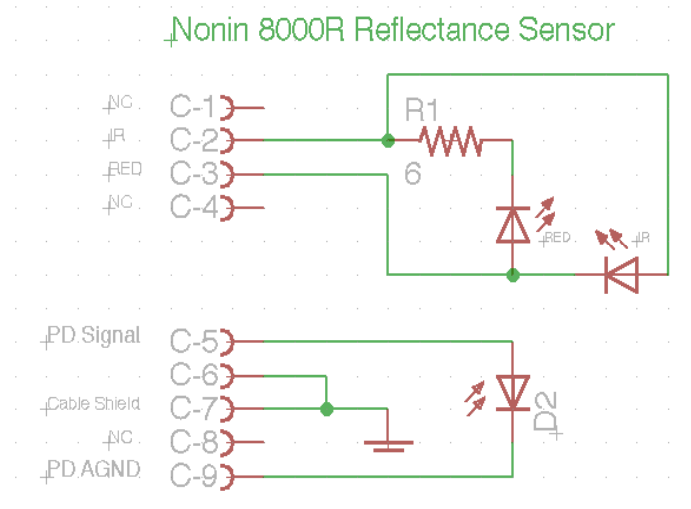 Nonin 8000R Reflectance Sensor
NC C-1
IR C-2 R1
RED C-3 6
NC C-4
RED IR
PD.Signal C-5
C-6
Cable Shield C-7 D2
NC C-8
PD.AGND C-9